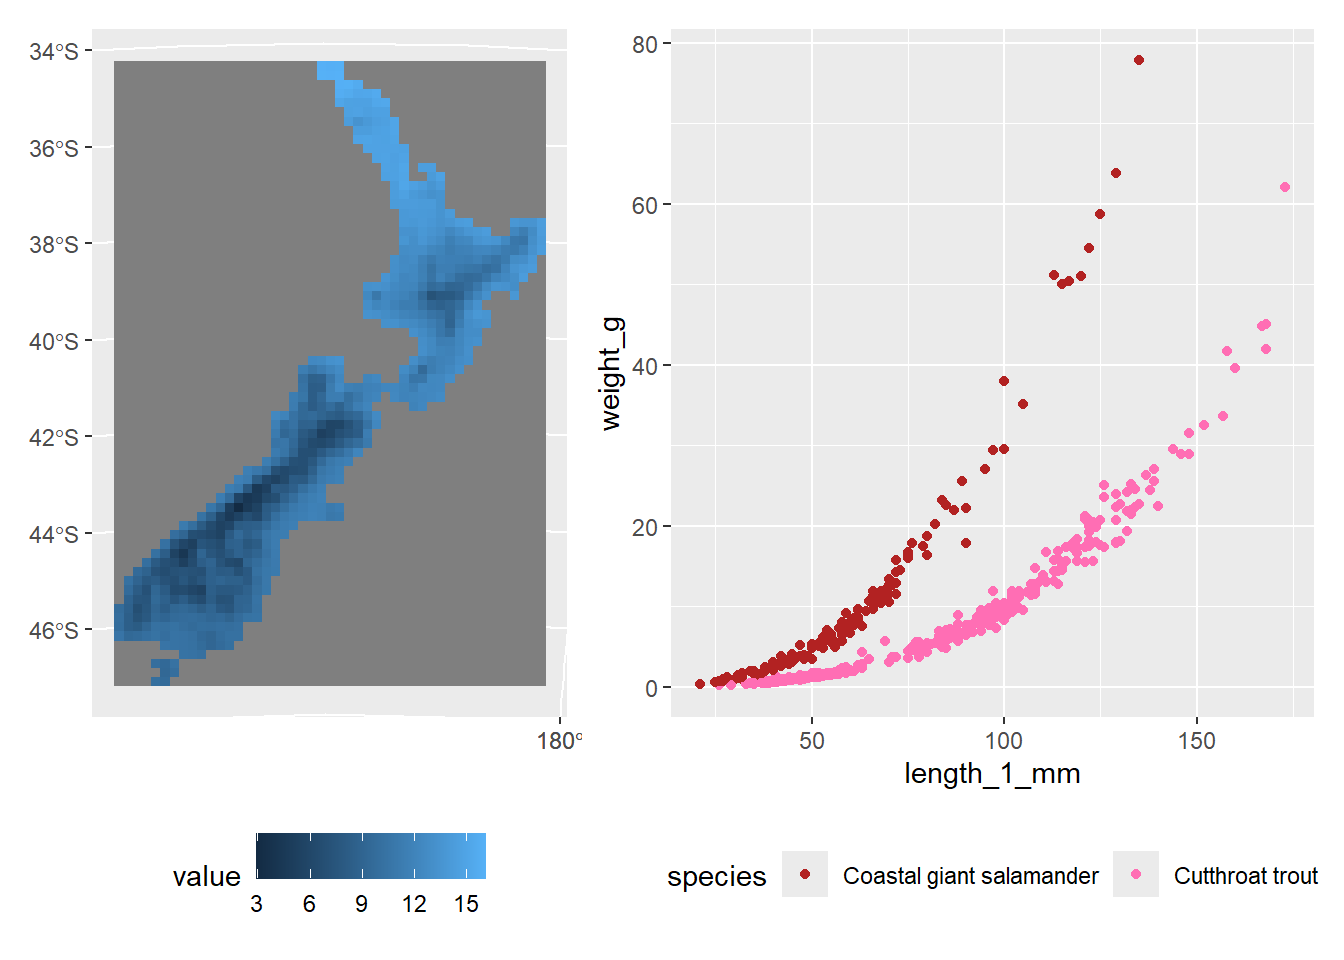 34°S
36°S
38°S
40°S
42°S
44°S
46°S
180°
value
3 6 9 12 15
80
60
40
20
0
weight_g
50 100 150
length_1_mm
species Coastal giant salamander Cutthroat trout